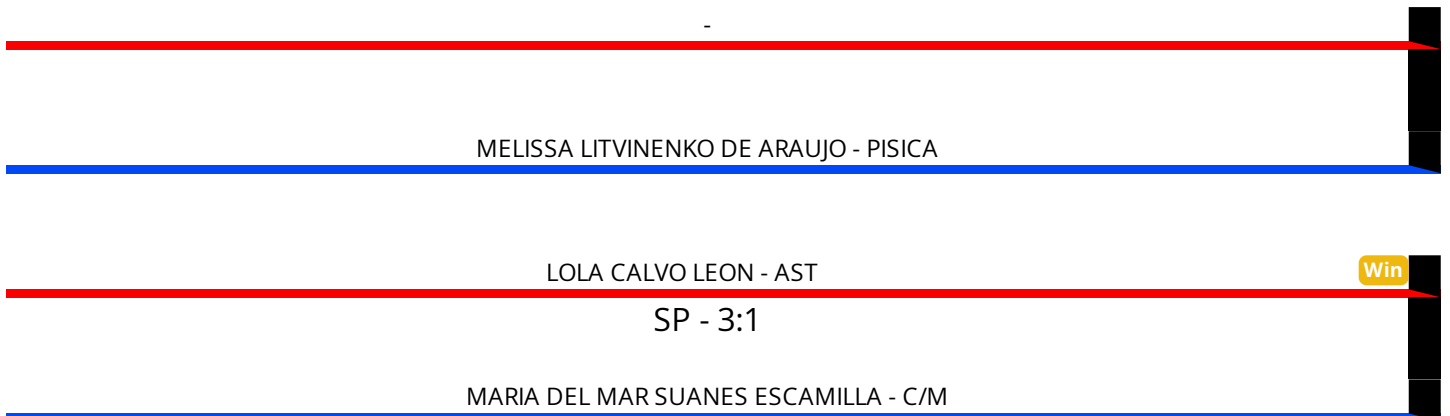 -
MELISSA LITVINENKO DE ARAUJO - PISICA
LOLA CALVO LEON - AST
Win
SP - 3:1
MARIA DEL MAR SUANES ESCAMILLA - C/M